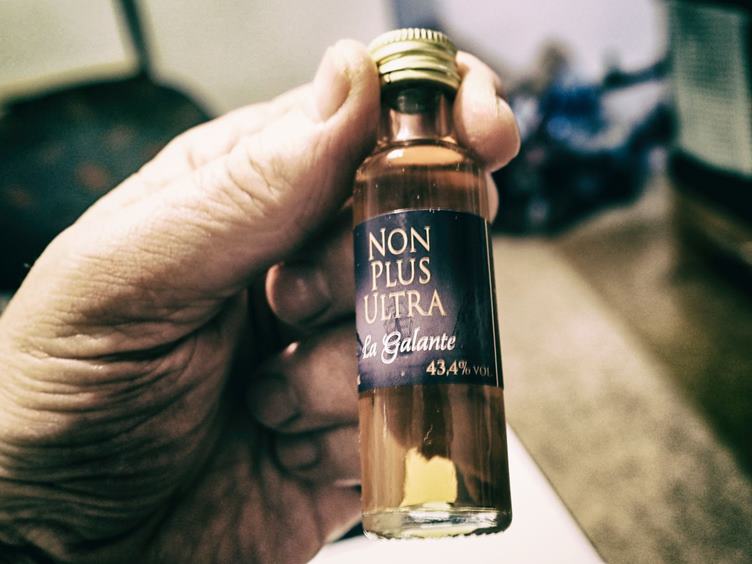 NON
PLUS
ULTRA
La Galante
43,4% VOL.